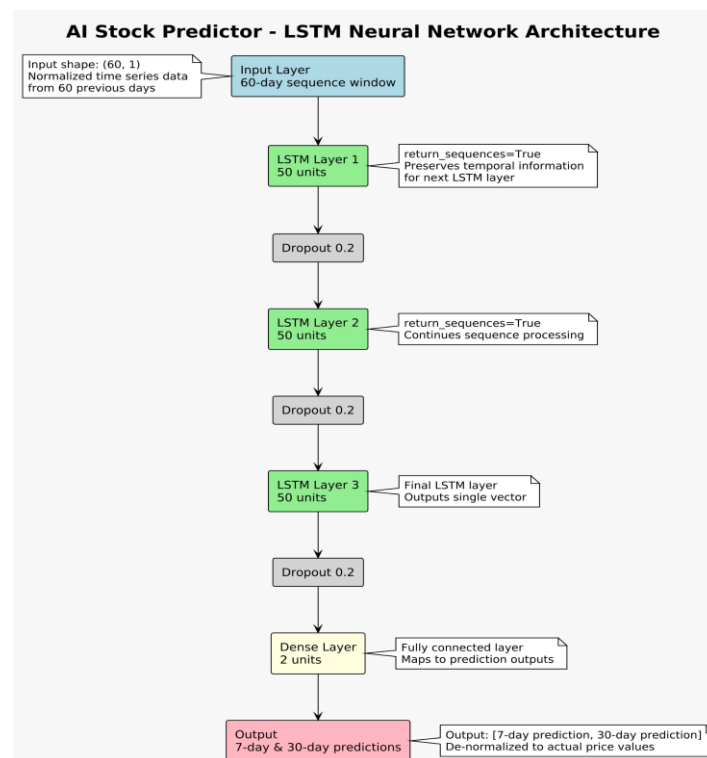 AI Stock Predictor - LSTM Neural Network Architecture
Input shape: (60, 1)
Normalized time series data
from 60 previous days
Input Layer
60-day sequence window
LSTM Layer 1
50 units
return_sequences=True
Preserves temporal information
for next LSTM layer
Dropout 0.2
LSTM Layer 2
50 units
return_sequences=True
Continues sequence processing
Dropout 0.2
LSTM Layer 3
50 units
Final LSTM layer
Outputs single vector
Dropout 0.2
Dense Layer
2 units
Fully connected layer
Maps to prediction outputs
Output
7-day & 30-day predictions
Output: [7-day prediction, 30-day prediction]
De-normalized to actual price values